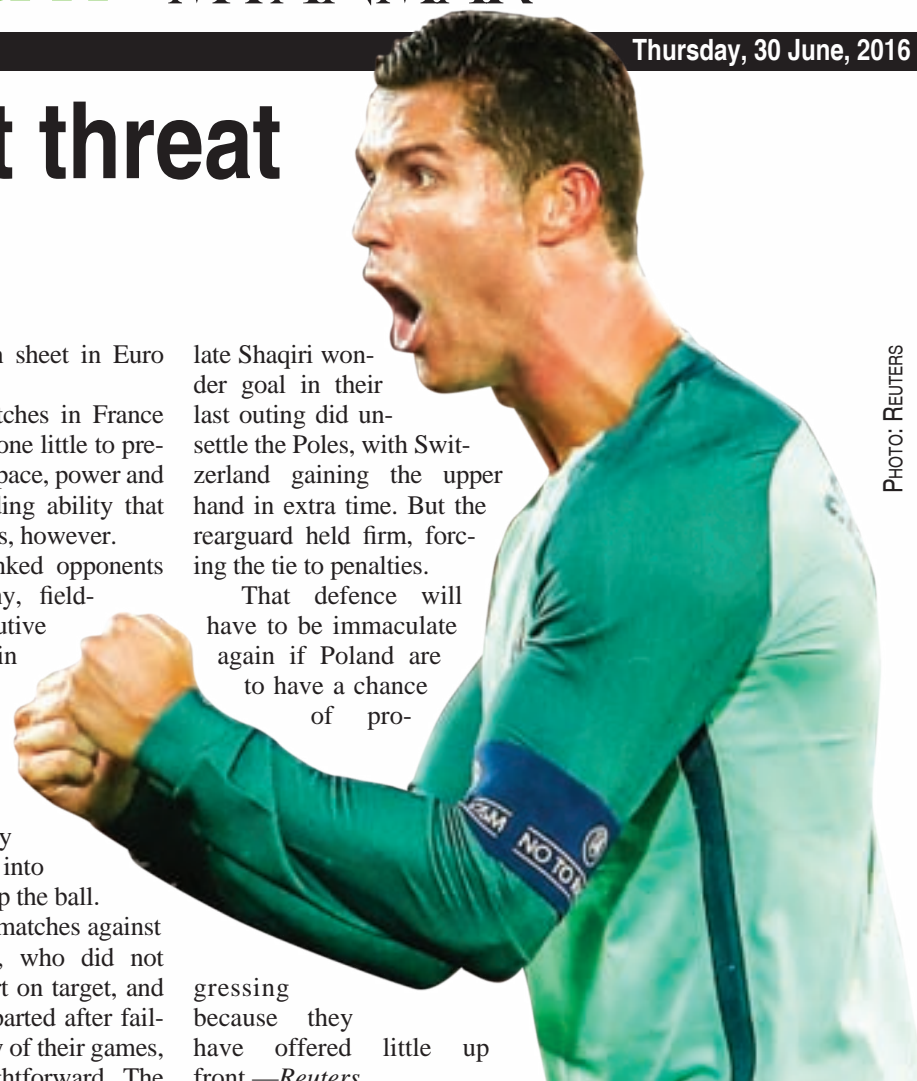 Thursday, 30 June, 2016
t threat
n sheet in Euro
tches in France
one little to pre-
pace, power and
ding ability that
s, however.
nked opponents
ny, field-
utive
in
y
into
p the ball.
matches against
, who did not
rt on target, and
parted after fail-
y of their games,
htforward. The
late Shaqiri won-
der goal in their
last outing did un-
settle the Poles, with Swit-
zerland gaining the upper
hand in extra time. But the
rearguard held firm, forc-
ing the tie to penalties.
That defence will
have to be immaculate
again if Poland are
to have a chance
of pro-
gressing
because they
have offered little up
front.—Reuters
PHOTO: REUTERS
NO TO